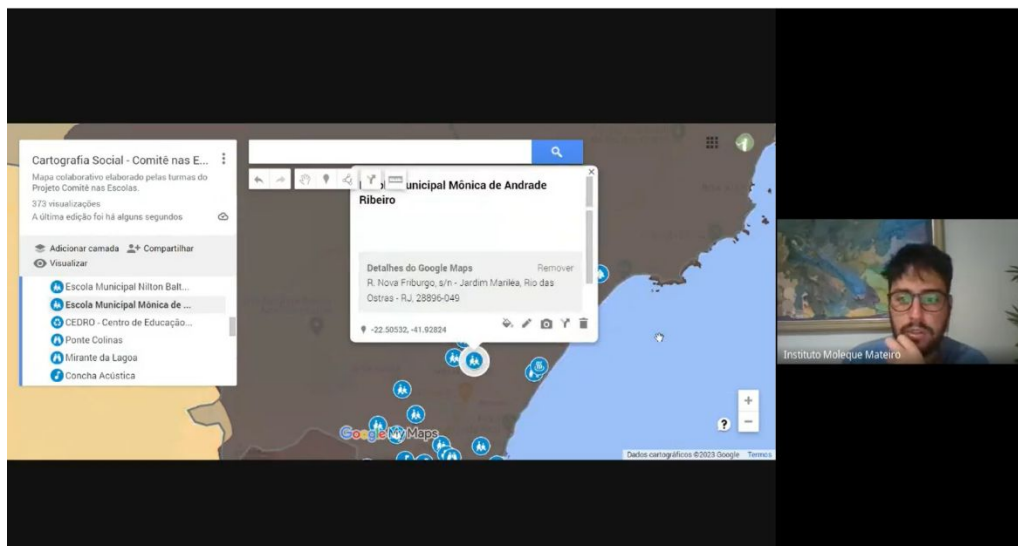 Cartografia Social - Comitê nas E...
Mapa colaborativo elaborado pelas turmas do
Projeto Comitê nas Escolas.
373 visualizações
A última edição foi há alguns segundos
Adicionar camada
Compartilhar
Visualizar
Escola Municipal Nilton Balt...
Escola Municipal Mônica de ...
CEDRO - Centro de Educação...
Ponte Colinas
Mirante da Lagoa
Concha Acústica
unicipal Mônica de Andrade
Ribeiro
Detalhes do Google Maps
Remover
R. Nova Friburgo, s/n - Jardim Mariléa, Rio das
Ostras - RJ, 28896-049
-22.50532, -41.92824
Google My Maps
Dados cartográficos ©2023 Google
Termos
Instituto Moleque Mateiro